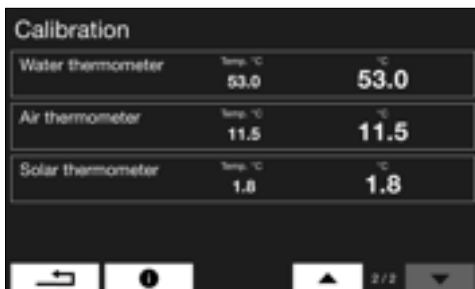 Calibration
Water thermometer Temp. °C °C
53.0 53.0
Air thermometer Temp. °C °C
11.5 11.5
Solar thermometer Temp. °C °C
1.8 1.8
2/2